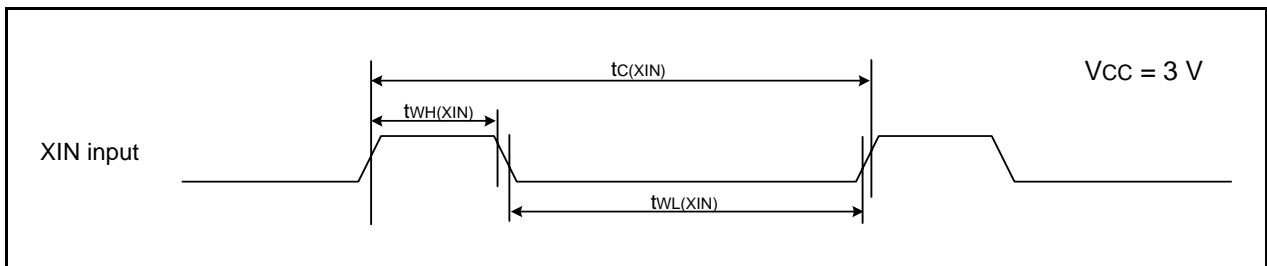 tC(XIN)
VCC = 3 V
tWH(XIN)
XIN input
tWL(XIN)